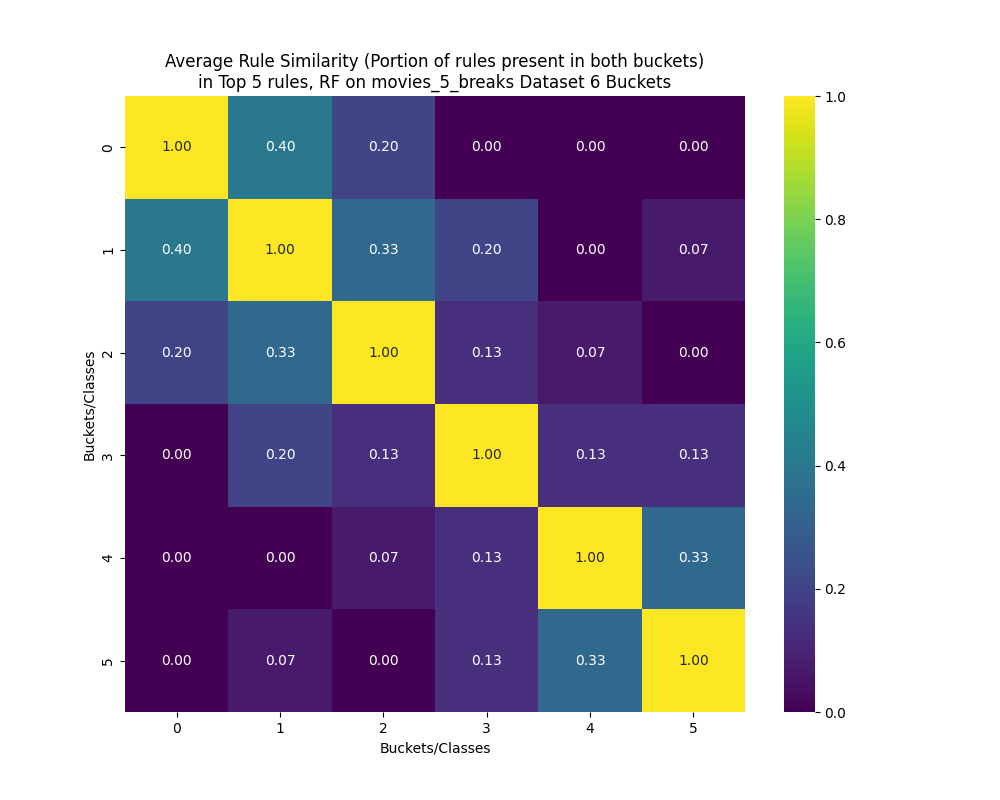 Average Rule Similarity (Portion of rules present in both buckets)
in Top 5 rules, RF on movies_5_breaks Dataset 6 Buckets
1.0
0 1.00 0.40 0.20 0.00 0.00 0.00
0.8
1 0.40 1.00 0.33 0.20 0.00 0.07
0.6
2 0.20 0.33 1.00 0.13 0.07 0.00
Buckets/Classes
3 0.00 0.20 0.13 1.00 0.13 0.13
0.4
4 0.00 0.00 0.07 0.13 1.00 0.33
0.2
5 0.00 0.07 0.00 0.13 0.33 1.00
0.0
0 1 2 3 4 5
Buckets/Classes